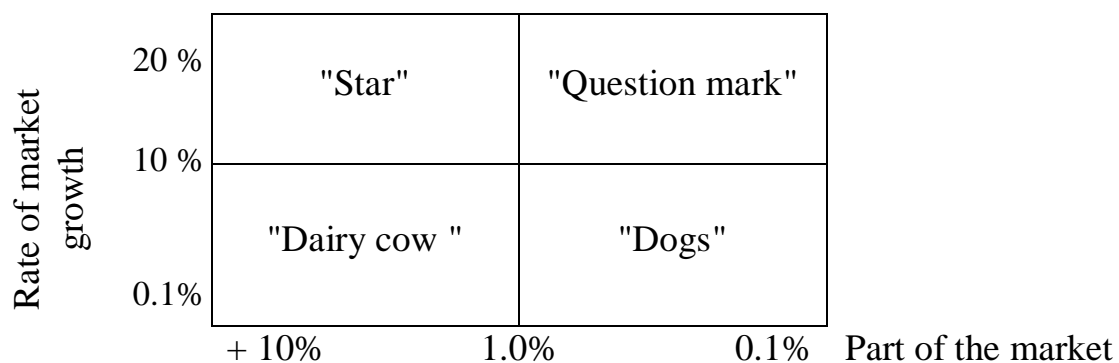 Rate of market
growth
20 %
"Star"
"Question mark"
10 %
"Dairy cow "
"Dogs"
0.1%
+ 10%
1.0%
0.1%
Part of the market